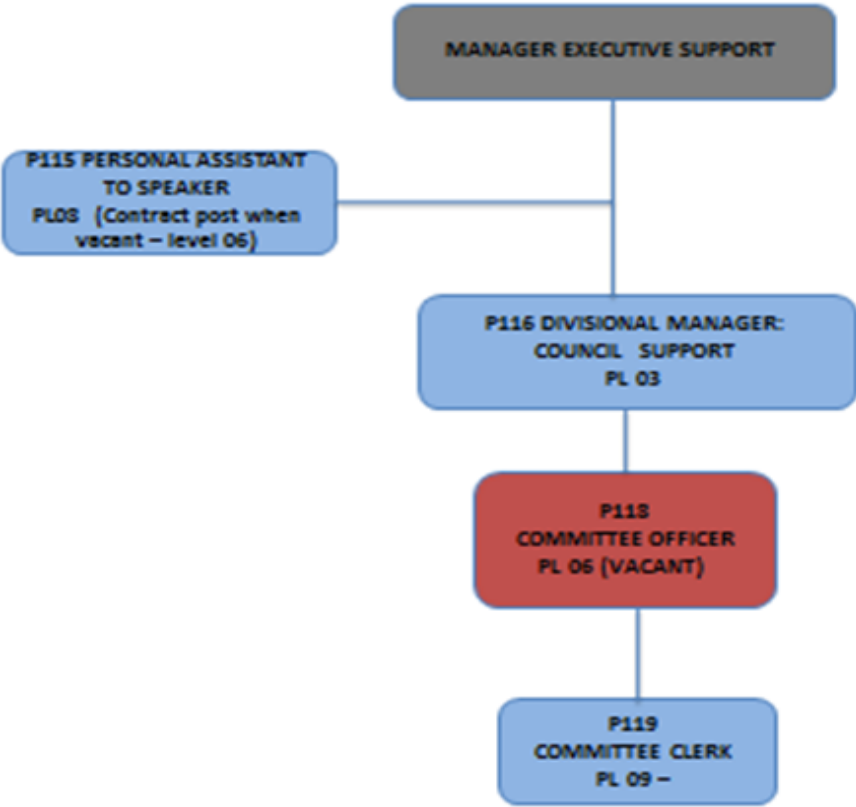 MANAGER EXECUTIVE SUPPORT
P115 PERSONAL ASSISTANT
TO SPEAKER
PL08 (Contract post when
vacant – level 06)
P116 DIVISIONAL MANAGER:
COUNCIL SUPPORT
PL 03
P118
COMMITTEE OFFICER
PL 06 (VACANT)
P119
COMMITTEE CLERK
PL 09 –